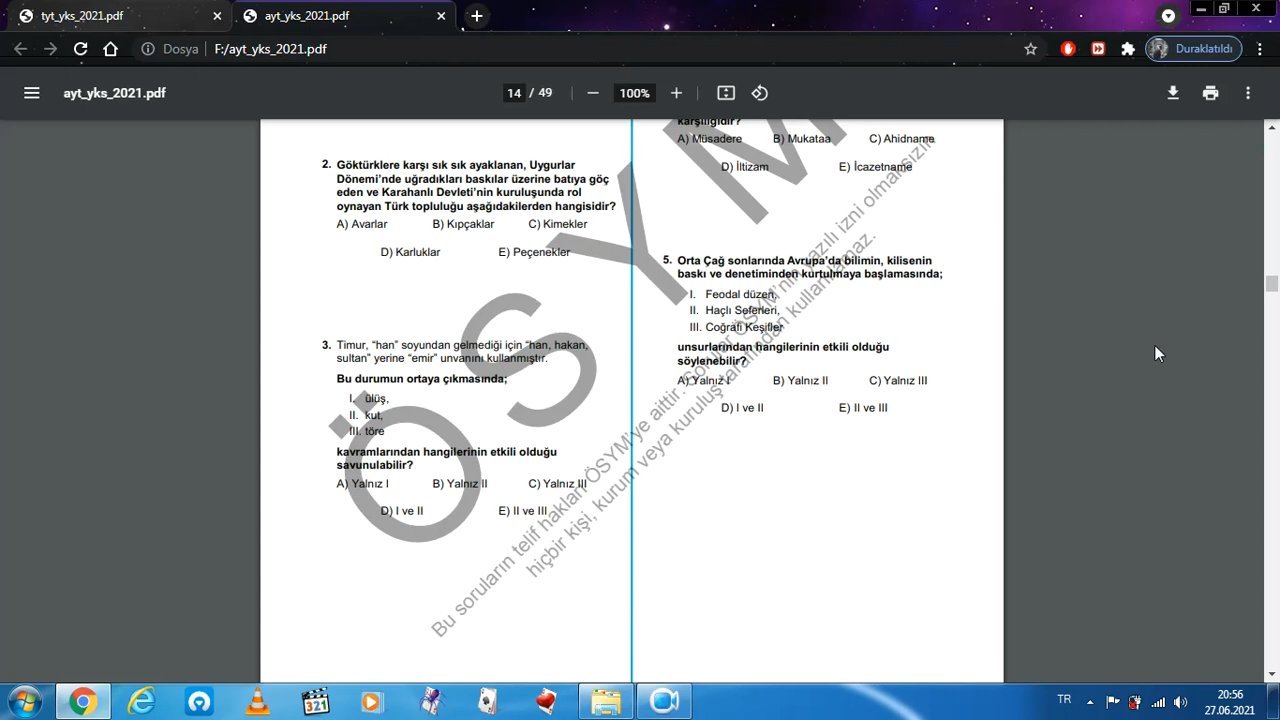 tyt_yks_2021.pdf
ayt_yks_2021.pdf
Dosya
F:/ayt_yks_2021.pdf
Duraklatıldı
ayt_yks_2021.pdf
14 / 49
100%
2. Göktürklere karşı sık sık ayaklanan, Uygurlar
Dönemi'nde uğradıkları baskılar üzerine batıya göç
eden ve Karahanlı Devleti'nin kuruluşunda rol
oynayan Türk topluluğu aşağıdakilerden hangisidir?
A) Avarlar B) Kıpçaklar C) Kimekler
D) Karluklar E) Peçenekler
3. Timur, “han” soyundan gelmediği için “han, hakan,
sultan” yerine “emir” unvanını kullanmıştır.
Bu durumun ortaya çıkmasında;
I. ülüş,
II. kut,
III. töre
kavramlarından hangilerinin etkili olduğu
savunulabilir?
A) Yalnız I B) Yalnız II C) Yalnız III
D) I ve II E) II ve III
karşılığıdır?
A) Müsadere B) Mukataa C) Ahidname
D) İltizam E) İcazetname
5. Orta Çağ sonlarında Avrupa'da bilimin, kilisenin
baskı ve denetiminden kurtulmaya başlamasında;
I. Feodal düzen,
II. Haçlı Seferleri,
III. Coğrafi Keşifler
unsurlarından hangilerinin etkili olduğu
söylenebilir?
A) Yalnız I B) Yalnız II C) Yalnız III
D) I ve II E) II ve III
ÖSYM
Bu soruların telif hakları ÖSYM'ye aittir. Sorular ÖSYM'nin yazılı izni olmaksızın
hiçbir kişi, kurum veya kuruluş tarafından kullanılamaz.
321
TR
20:56
27.06.2021